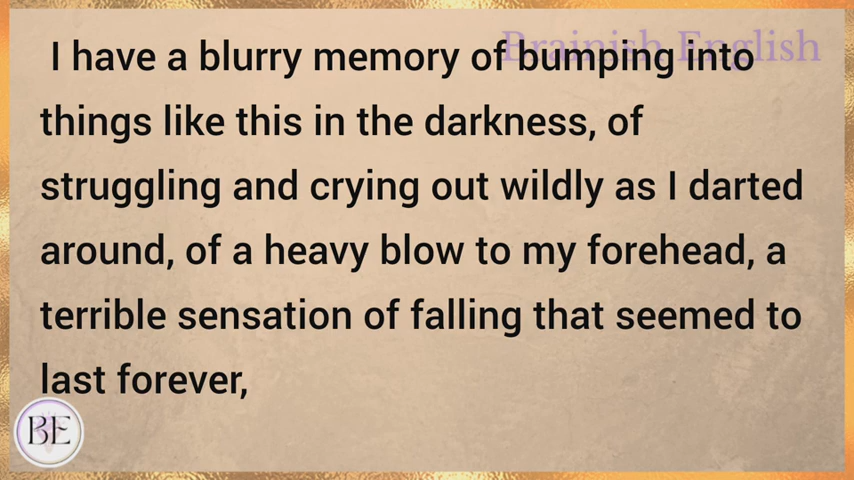 Brainish English
I have a blurry memory of bumping into
things like this in the darkness, of
struggling and crying out wildly as I darted
around, of a heavy blow to my forehead, a
terrible sensation of falling that seemed to
last forever,
BE